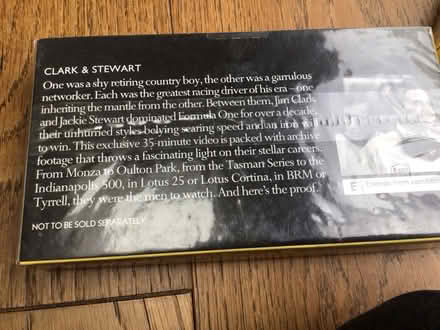 CLARK & STEWART
One was a shy retiring country boy, the other was a garrulous
networker. Each was the greatest racing driver of his era – one
inheriting the mantle from the other. Between them, Jim Clark
and Jackie Stewart dominated Formula One for over a decade,
their unhurried styles belying searing speed and an iron will
to win. This exclusive 35-minute video is packed with archive
footage that throws a fascinating light on their stellar careers.
From Monza to Oulton Park, from the Tasman Series to the
Indianapolis 500, in Lotus 25 or Lotus Cortina, in BRM or
Tyrrell, they were the men to watch. And here's the proof.
NOT TO BE SOLD SEPARATELY
E